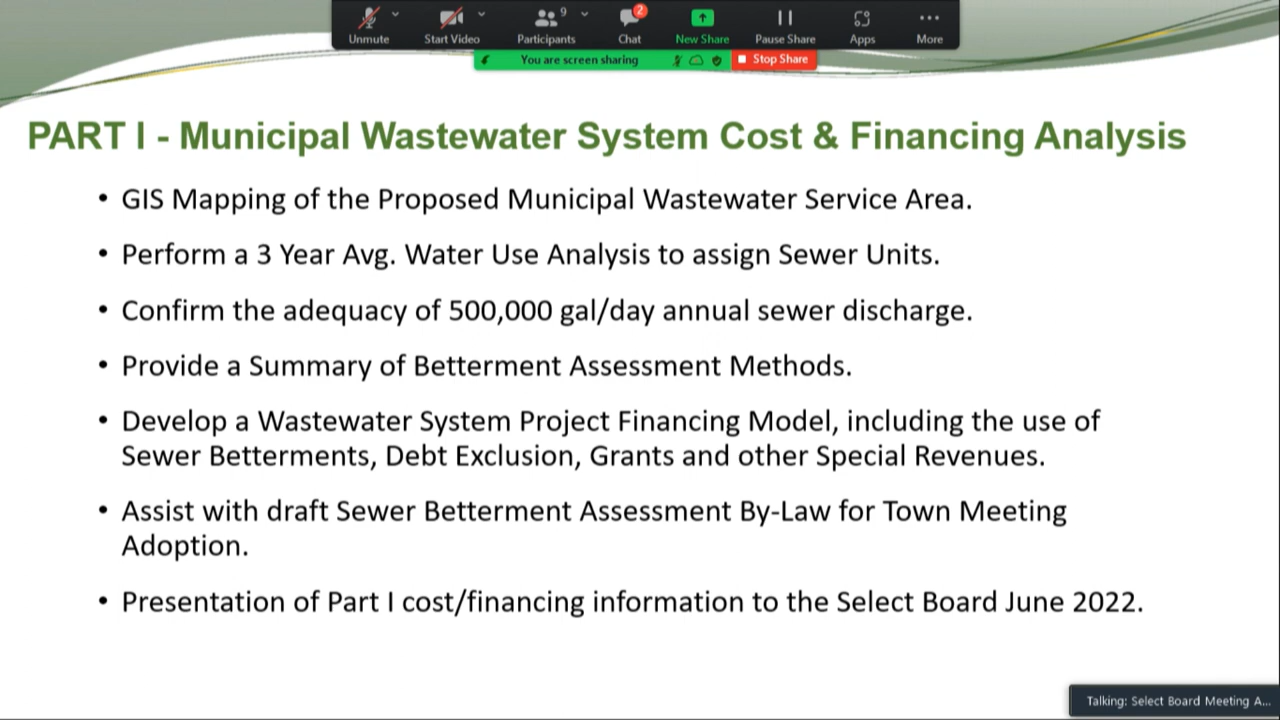 9
2
Unmute Start Video Participants Chat New Share Pause Share Apps More
You are screen sharing Stop Share
PART I - Municipal Wastewater System Cost & Financing Analysis
• GIS Mapping of the Proposed Municipal Wastewater Service Area.
• Perform a 3 Year Avg. Water Use Analysis to assign Sewer Units.
• Confirm the adequacy of 500,000 gal/day annual sewer discharge.
• Provide a Summary of Betterment Assessment Methods.
• Develop a Wastewater System Project Financing Model, including the use of
Sewer Betterments, Debt Exclusion, Grants and other Special Revenues.
• Assist with draft Sewer Betterment Assessment By-Law for Town Meeting
Adoption.
• Presentation of Part I cost/financing information to the Select Board June 2022.
Talking: Select Board Meeting A...